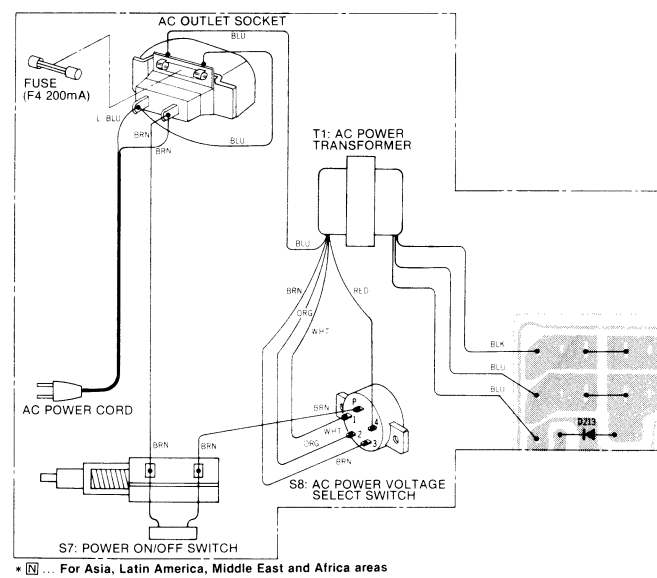 AC OUTLET SOCKET
BLU
FUSE
(F4 200mA)
L BLU
BLU
BRN
BRN
T1: AC POWER
TRANSFORMER
BLU
BRN
RED
ORG
WHT
BLK
BLU
BLU
D213
AC POWER CORD
BRN
P
1
4
WHT
2
ORG
3
BRN
BRN
BRN
S8: AC POWER VOLTAGE
SELECT SWITCH
S7: POWER ON/OFF SWITCH
* N ... For Asia, Latin America, Middle East and Africa areas